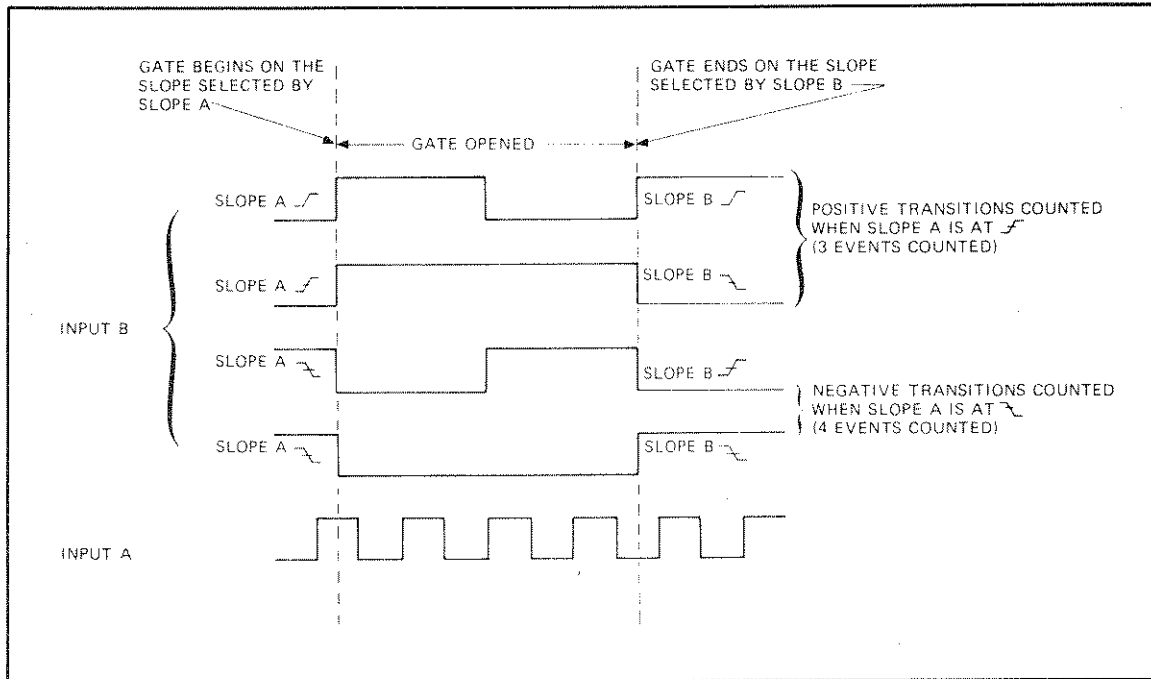 GATE BEGINS ON THE
SLOPE SELECTED BY
SLOPE A
GATE ENDS ON THE SLOPE
SELECTED BY SLOPE B
GATE OPENED
SLOPE A
SLOPE B
POSITIVE TRANSITIONS COUNTED
WHEN SLOPE A IS AT
(3 EVENTS COUNTED)
SLOPE A
SLOPE B
INPUT B
SLOPE A
SLOPE B
NEGATIVE TRANSITIONS COUNTED
WHEN SLOPE A IS AT
(4 EVENTS COUNTED)
SLOPE A
SLOPE B
INPUT A